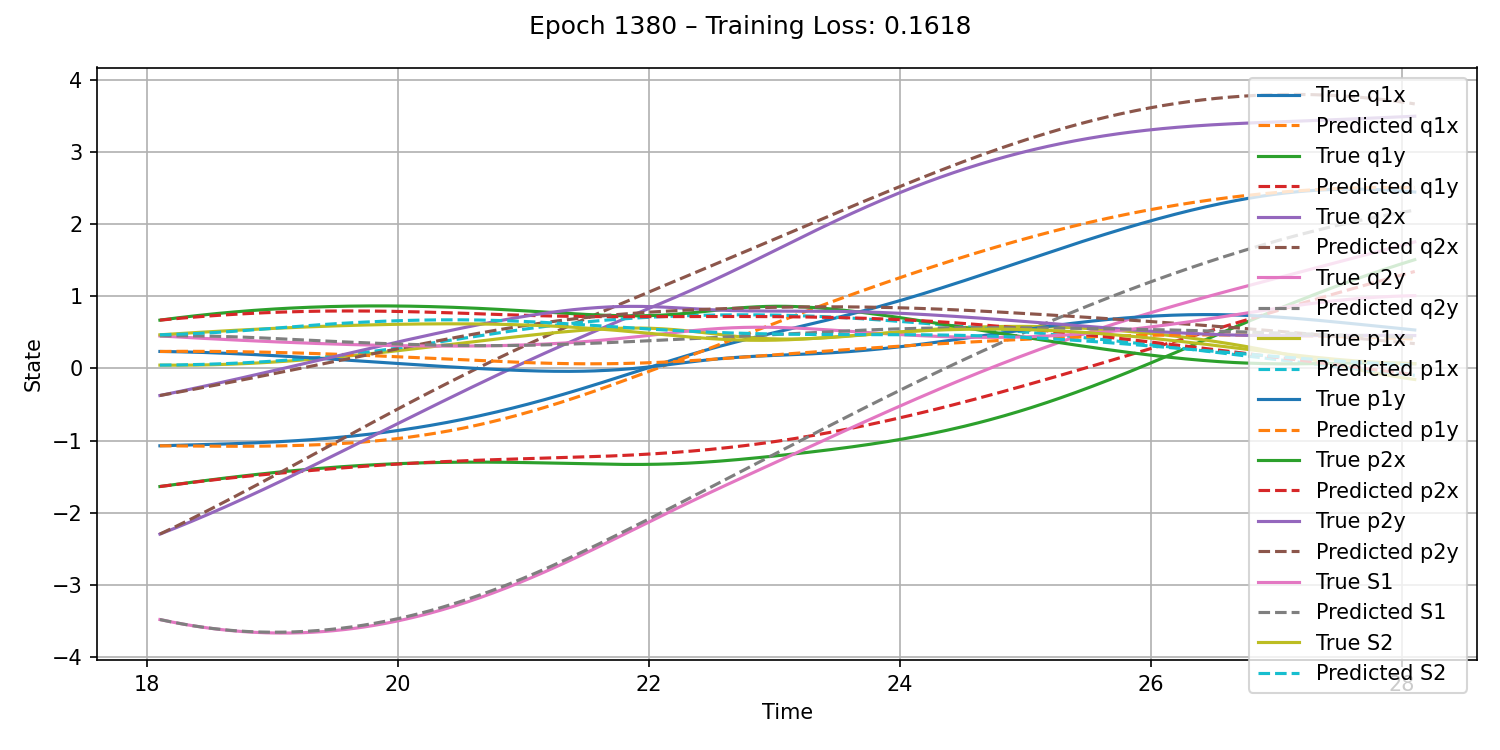 Epoch 1380 – Training Loss: 0.1618
4
3
2
1
0
−1
−2
−3
−4
State
18
20
22
24
26
28
Time
True q1x
Predicted q1x
True q1y
Predicted q1y
True q2x
Predicted q2x
True q2y
Predicted q2y
True p1x
Predicted p1x
True p1y
Predicted p1y
True p2x
Predicted p2x
True p2y
Predicted p2y
True S1
Predicted S1
True S2
Predicted S2